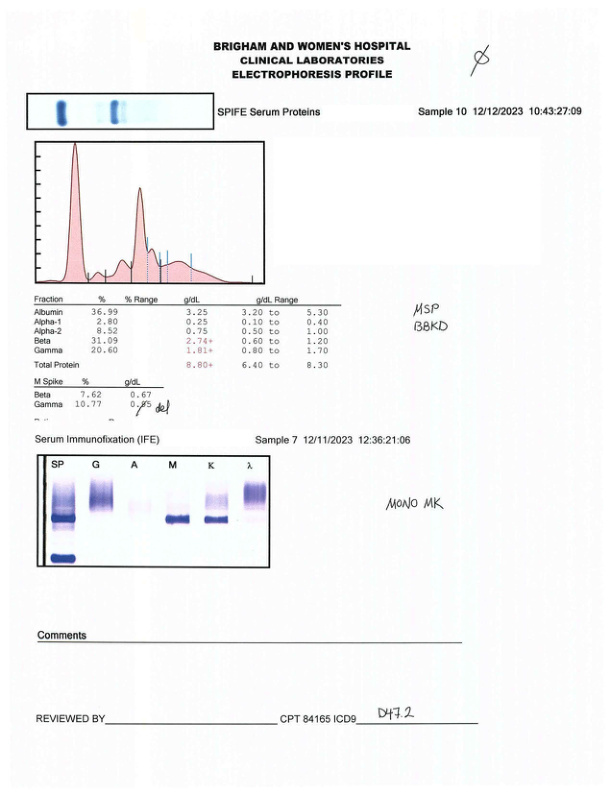 BRIGHAM AND WOMEN'S HOSPITAL
CLINICAL LABORATORIES
ELECTROPHORESIS PROFILE
SPIFE Serum Proteins Sample 10 12/12/2023 10:43:27:09
Fraction % % Range g/dL g/dL Range
Albumin 36.99 3.25 3.20 to 5.30
Alpha-1 2.80 0.25 0.10 to 0.40
Alpha-2 8.52 0.75 0.50 to 1.00
Beta 31.09 2.74+ 0.60 to 1.20
Gamma 20.60 1.81+ 0.80 to 1.70
Total Protein 8.80+ 6.40 to 8.30
MSP
BBKD
M Spike % g/dL
Beta 7.62 0.67
Gamma 10.77 0.95 del
Serum Immunofixation (IFE) Sample 7 12/11/2023 12:36:21:06
SP G A M K λ
MONO MK
Comments
REVIEWED BY CPT 84165 ICD9 D47.2